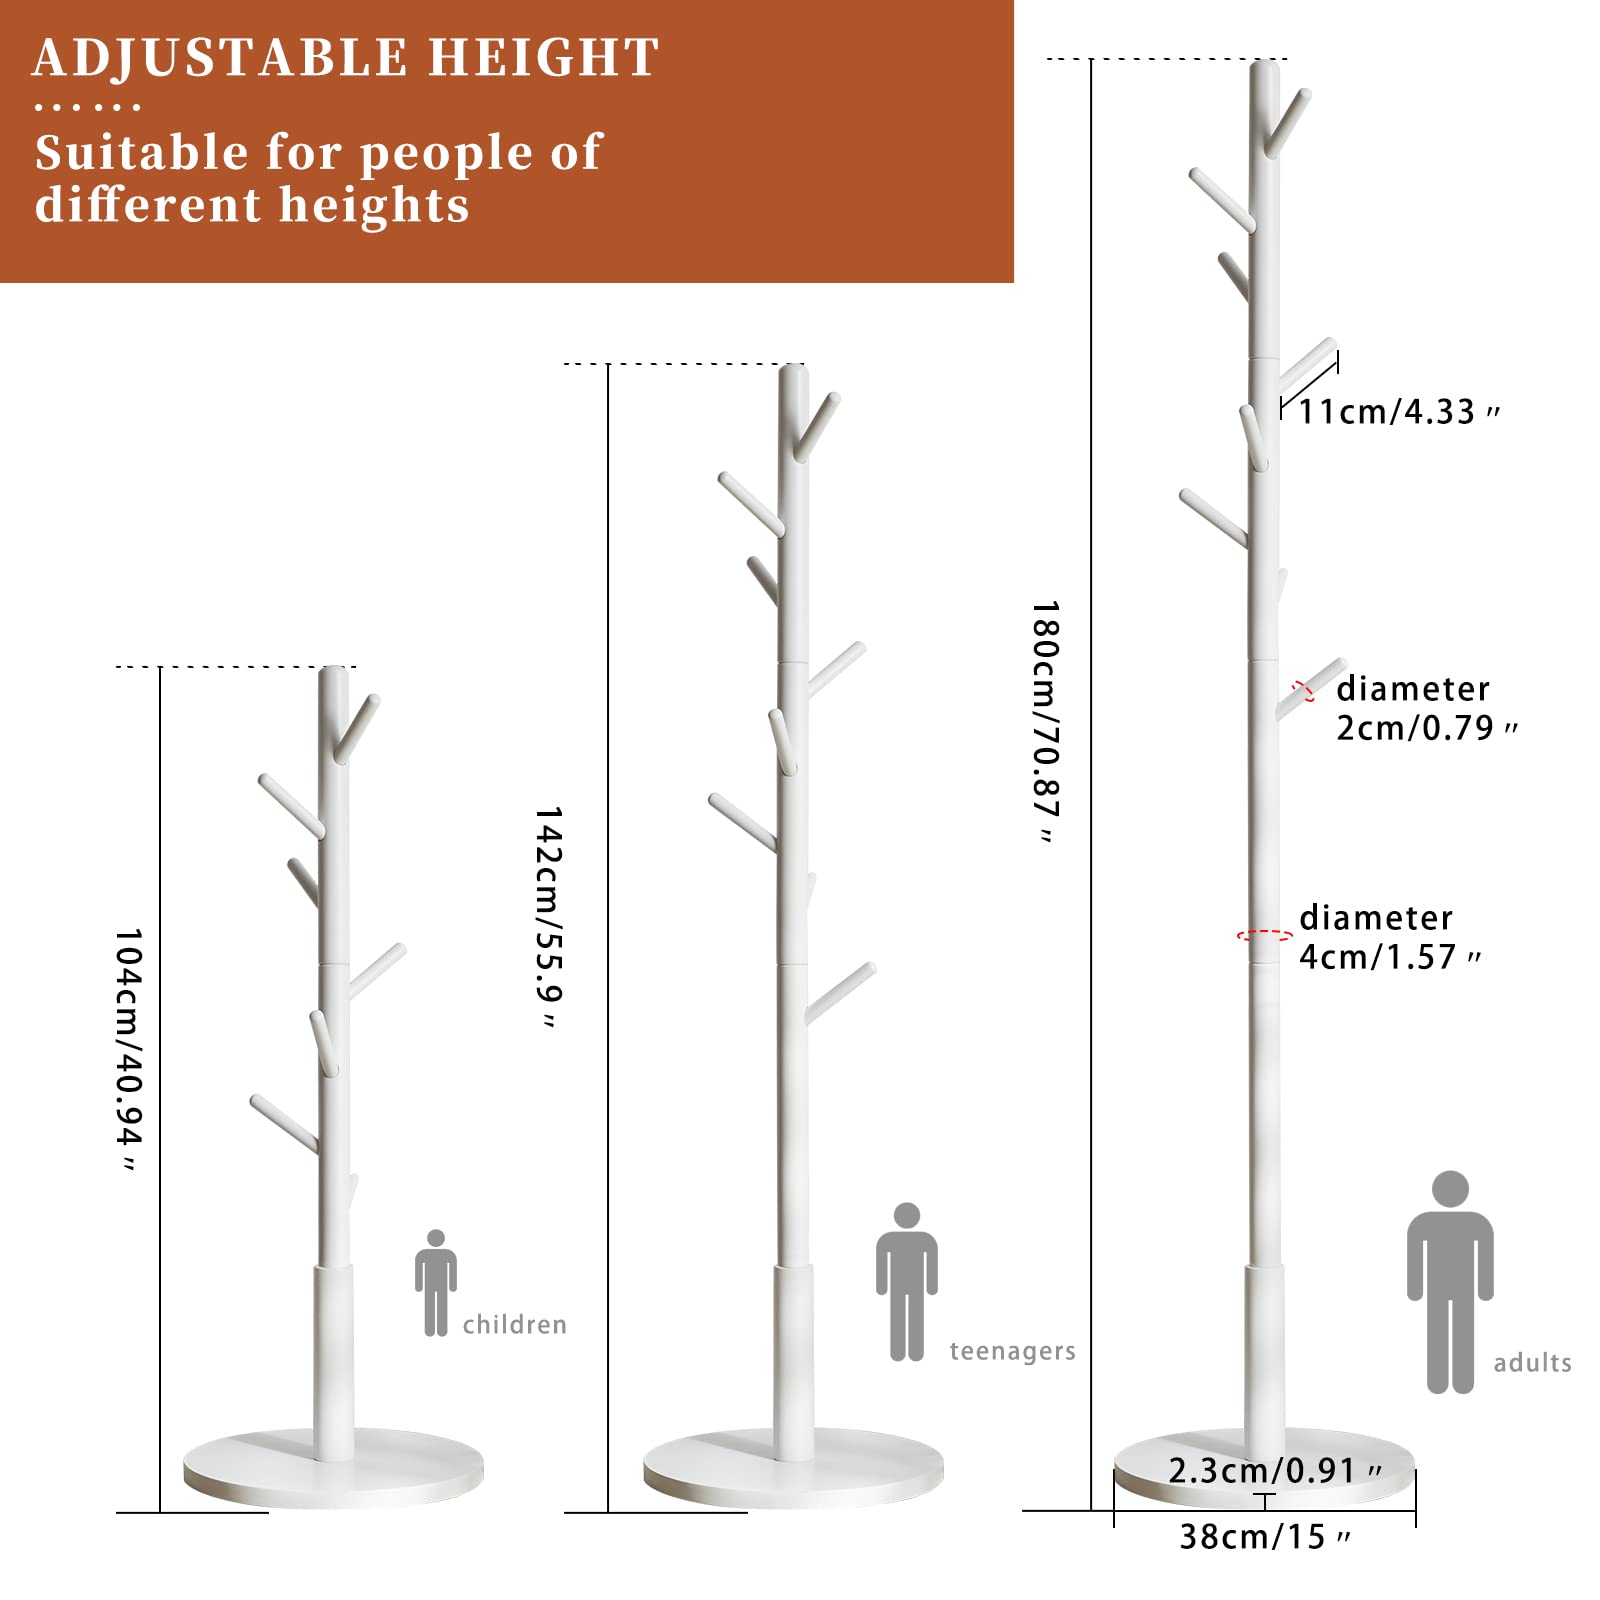 ADJUSTABLE HEIGHT
......
Suitable for people of
different heights
11cm/4.33 〃
180cm/70.87 〃
diameter
2cm/0.79 〃
142cm/55.9 〃
diameter
4cm/1.57 〃
104cm/40.94 〃
children
teenagers
adults
2.3cm/0.91 〃
38cm/15 〃